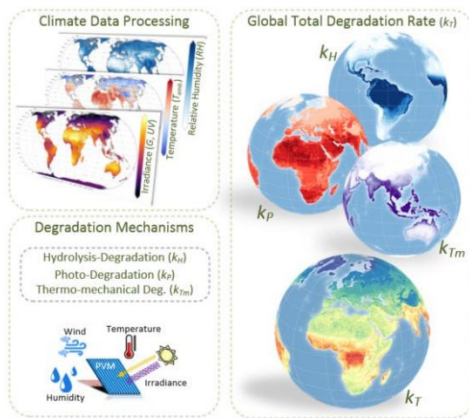 Climate Data Processing
Relative Humidity (RH)
Temperature (Tamb)
Irradiance (G, UV)
Degradation Mechanisms
Hydrolysis-Degradation (kH)
Photo-Degradation (kP)
Thermo-mechanical Deg. (kTm)
Wind
Temperature
PVM
Humidity
Irradiance
Global Total Degradation Rate (kT)
kH
kP
kTm
kT